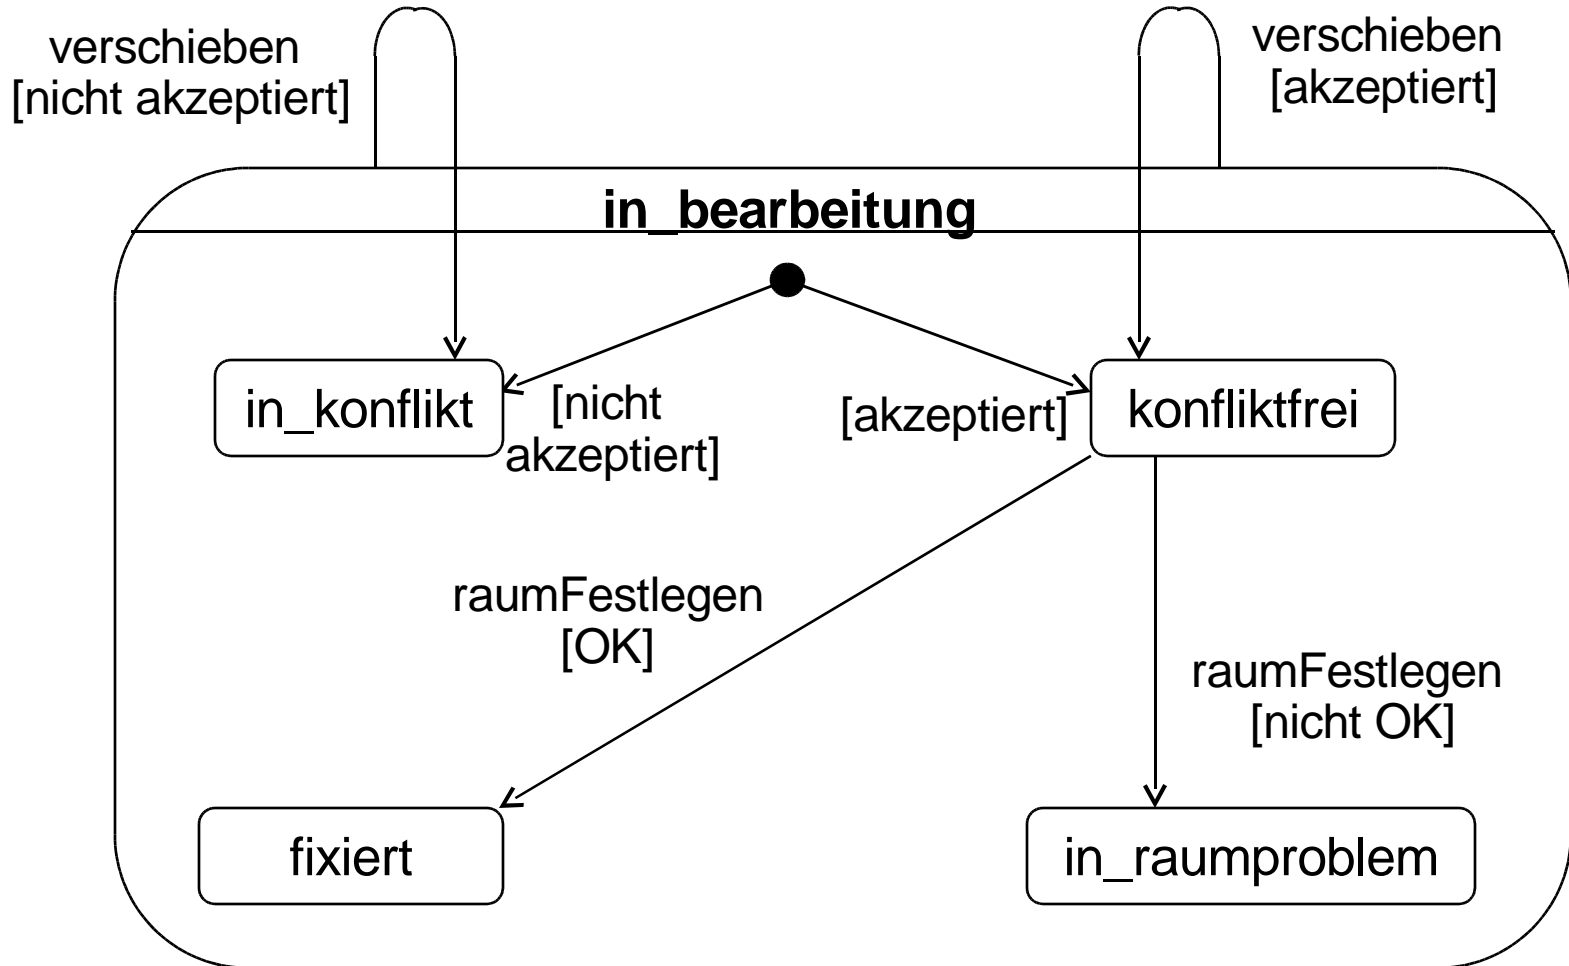 verschieben
[nicht akzeptiert]
verschieben
[akzeptiert]
in_bearbeitung
in_konflikt
[nicht
akzeptiert]
[akzeptiert]
konfliktfrei
raumFestlegen
[OK]
raumFestlegen
[nicht OK]
fixiert
in_raumproblem